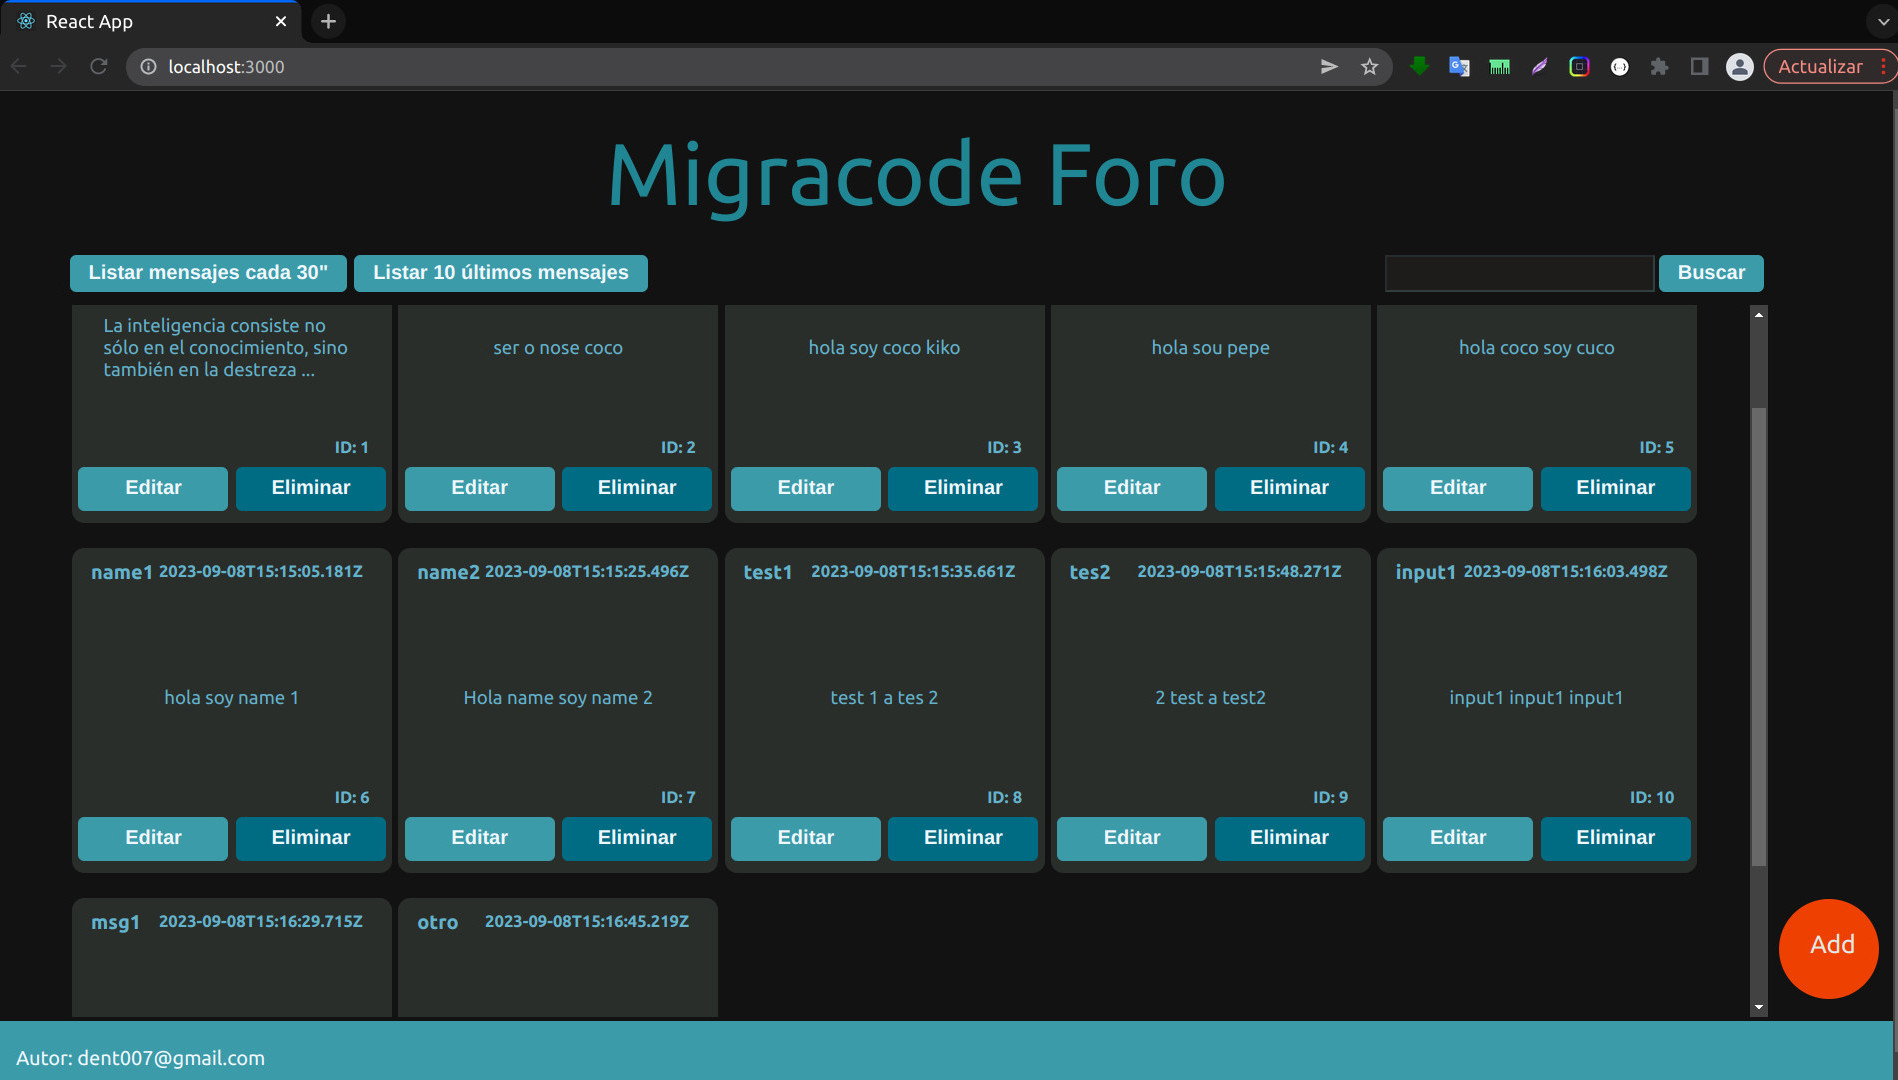 React App
localhost:3000
Actualizar
Migracode Foro
Listar mensajes cada 30" Listar 10 últimos mensajes Buscar
La inteligencia consiste no
sólo en el conocimiento, sino
también en la destreza ...
ID: 1
Editar Eliminar
ser o nose coco
ID: 2
Editar Eliminar
hola soy coco kiko
ID: 3
Editar Eliminar
hola sou pepe
ID: 4
Editar Eliminar
hola coco soy cuco
ID: 5
Editar Eliminar
name1 2023-09-08T15:15:05.181Z
hola soy name 1
ID: 6
Editar Eliminar
name2 2023-09-08T15:15:25.496Z
Hola name soy name 2
ID: 7
Editar Eliminar
test1 2023-09-08T15:15:35.661Z
test 1 a tes 2
ID: 8
Editar Eliminar
tes2 2023-09-08T15:15:48.271Z
2 test a test2
ID: 9
Editar Eliminar
input1 2023-09-08T15:16:03.498Z
input1 input1 input1
ID: 10
Editar Eliminar
msg1 2023-09-08T15:16:29.715Z
otro 2023-09-08T15:16:45.219Z
Add
Autor: dent007@gmail.com